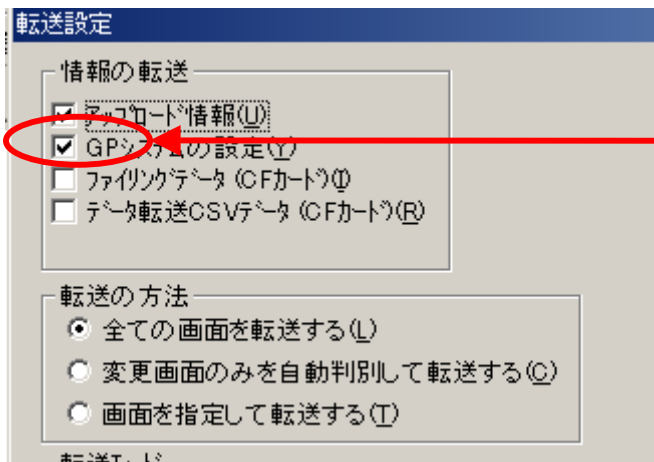 転送設定
情報の転送
アップロード情報(U)
GPシステムの設定(Y)
ファイリングデータ (CFカード)(I)
データ転送CSVデータ (CFカード)(R)
転送の方法
全ての画面を転送する(L)
変更画面のみを自動判別して転送する(C)
画面を指定して転送する(T)